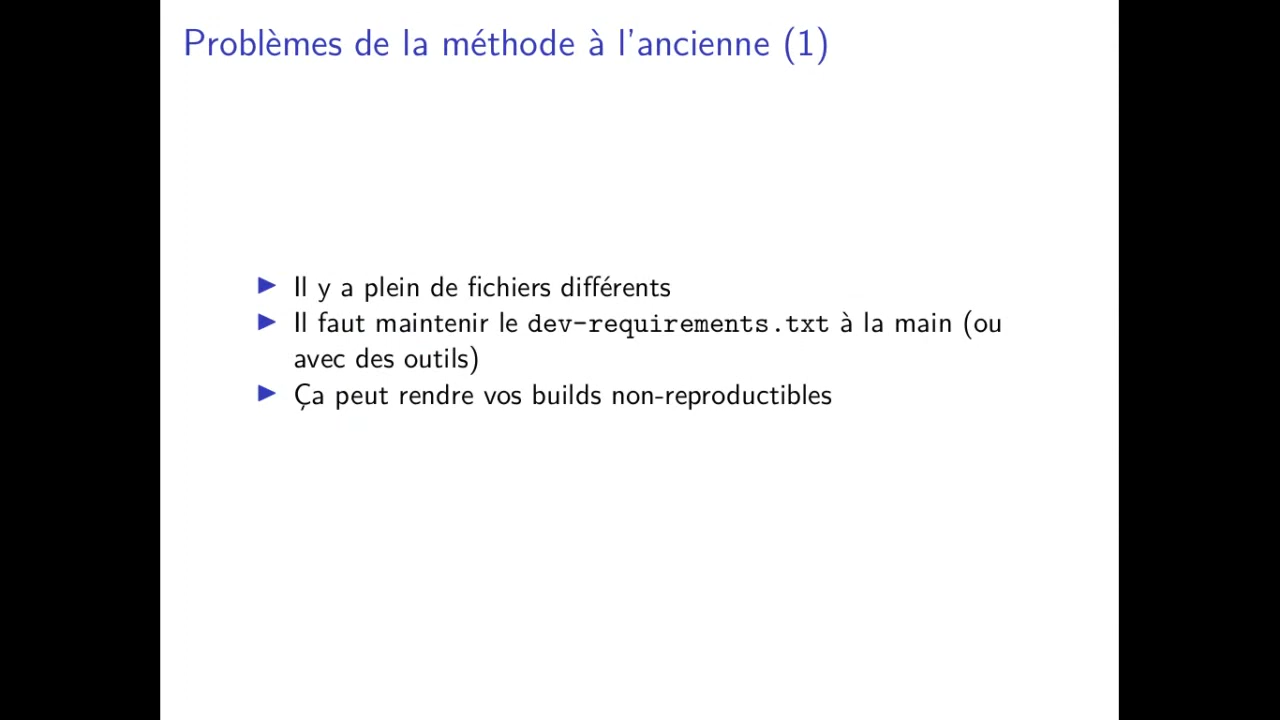 Problèmes de la méthode à l'ancienne (1)
Il y a plein de fichiers différents
Il faut maintenir le dev-requirements.txt à la main (ou
avec des outils)
Ça peut rendre vos builds non-reproductibles